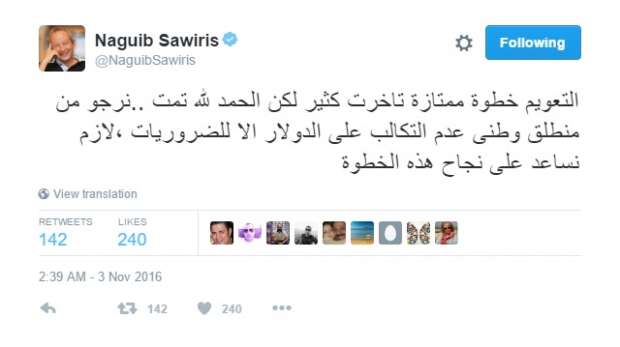 Naguib Sawiris
@NaguibSawiris
Following
التعويم خطوة ممتازة تاخرت كثير لكن الحمد لله تمت ..نرجو من
منطلق وطنى عدم التكالب على الدولار الا للضروريات ،لازم
نساعد على نجاح هذه الخطوة
View translation
RETWEETS LIKES
142 240
2:39 AM - 3 Nov 2016
142 240